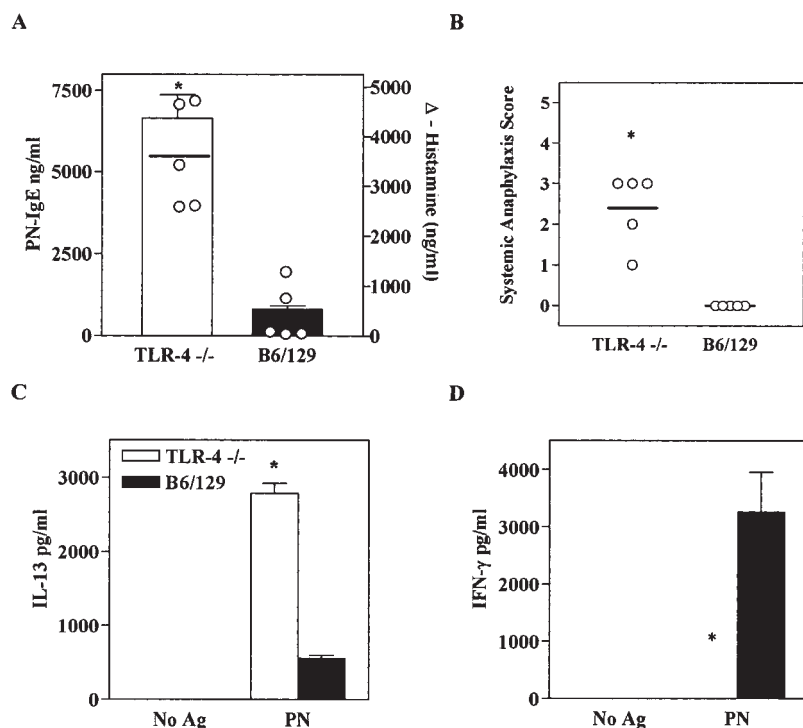 A
PN-IgE ng/ml
7500
5000
2500
0
*
5000
4000
3000
2000
1000
0
Δ - Histamine (ng/ml)
TLR-4 -/-
B6/129
B
Systemic Anaphylaxis Score
5
4
3
2
1
0
*
TLR-4 -/-
B6/129
C
IL-13 pg/ml
3000
2000
1000
0
TLR-4 -/-
B6/129
*
No Ag
PN
D
IFN-γ pg/ml
4000
3000
2000
1000
0
*
No Ag
PN